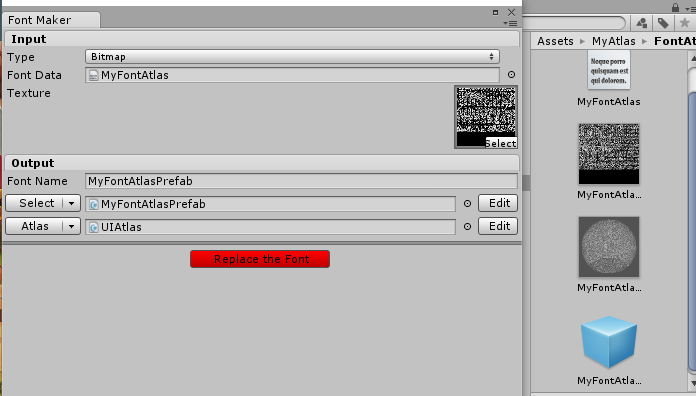 Font Maker
Input
Type
Bitmap
Font Data
MyFontAtlas
Texture
Select
Output
Font Name
MyFontAtlasPrefab
Select
MyFontAtlasPrefab
Edit
Atlas
UIAtlas
Edit
Replace the Font
Assets ▸ MyAtlas ▸ FontAt
Neque porro
quisquam est
qui dolorem.
MyFontAtlas
MyFontAtla...
MyFontAtla...
MyFontAtla...